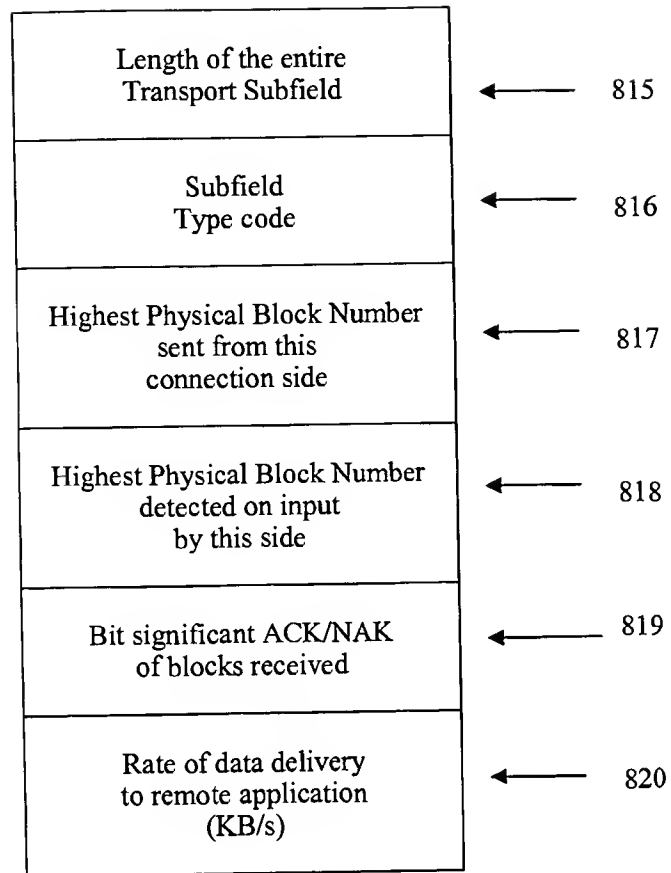 Length of the entire
Transport Subfield
815
Subfield
Type code
816
Highest Physical Block Number
sent from this
connection side
817
Highest Physical Block Number
detected on input
by this side
818
Bit significant ACK/NAK
of blocks received
819
Rate of data delivery
to remote application
(KB/s)
820